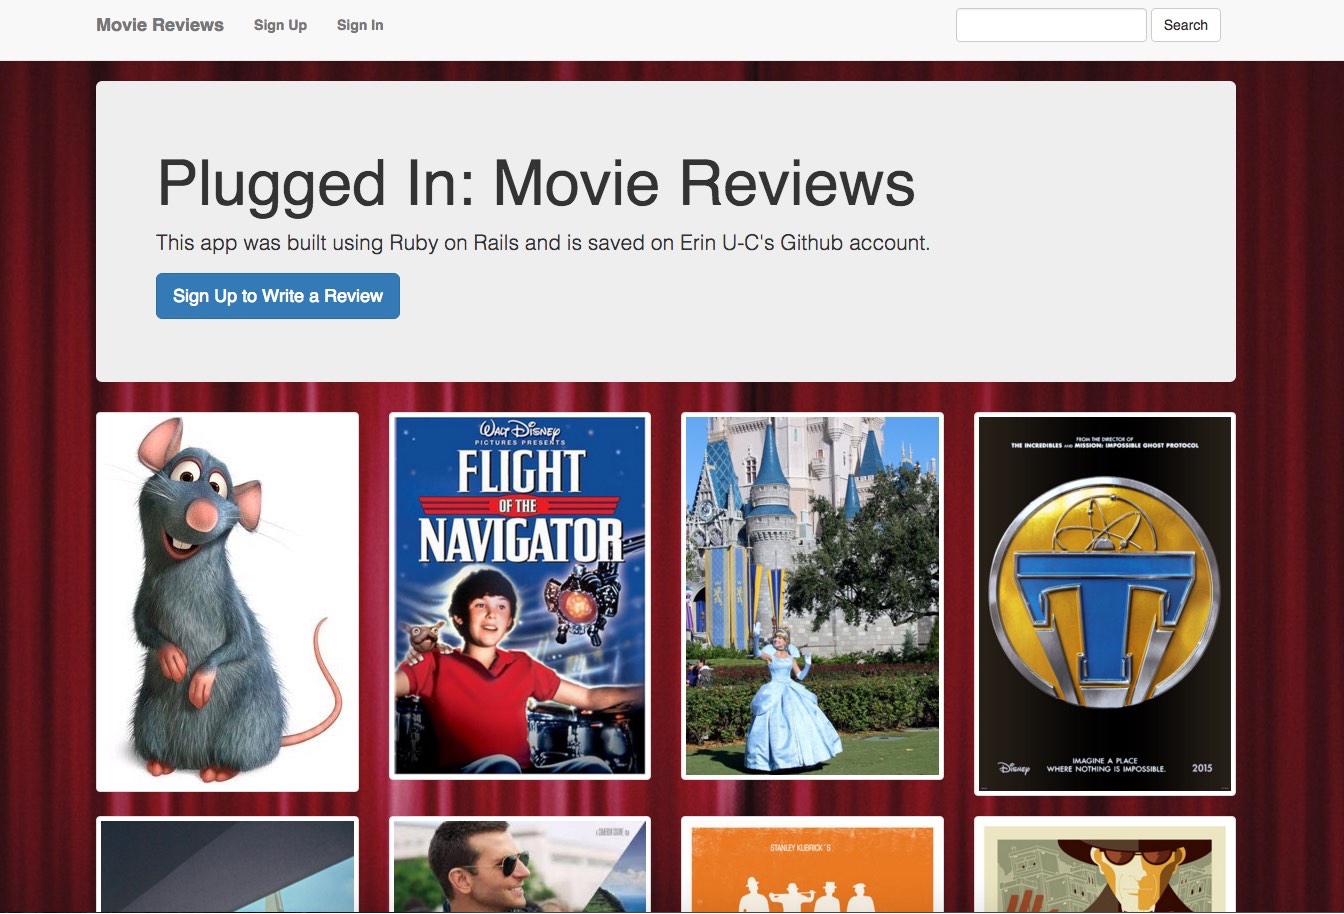 Movie Reviews
Sign Up
Sign In
Search
Plugged In: Movie Reviews
This app was built using Ruby on Rails and is saved on Erin U-C's Github account.
Sign Up to Write a Review
WALT DISNEY
PICTURES PRESENTS
FLIGHT
OF THE
NAVIGATOR
FROM THE DIRECTOR OF
THE INCREDIBLES AND MISSION: IMPOSSIBLE GHOST PROTOCOL
T
Disney
IMAGINE A PLACE
WHERE NOTHING IS IMPOSSIBLE.
2015
STANLEY KUBRICK´S